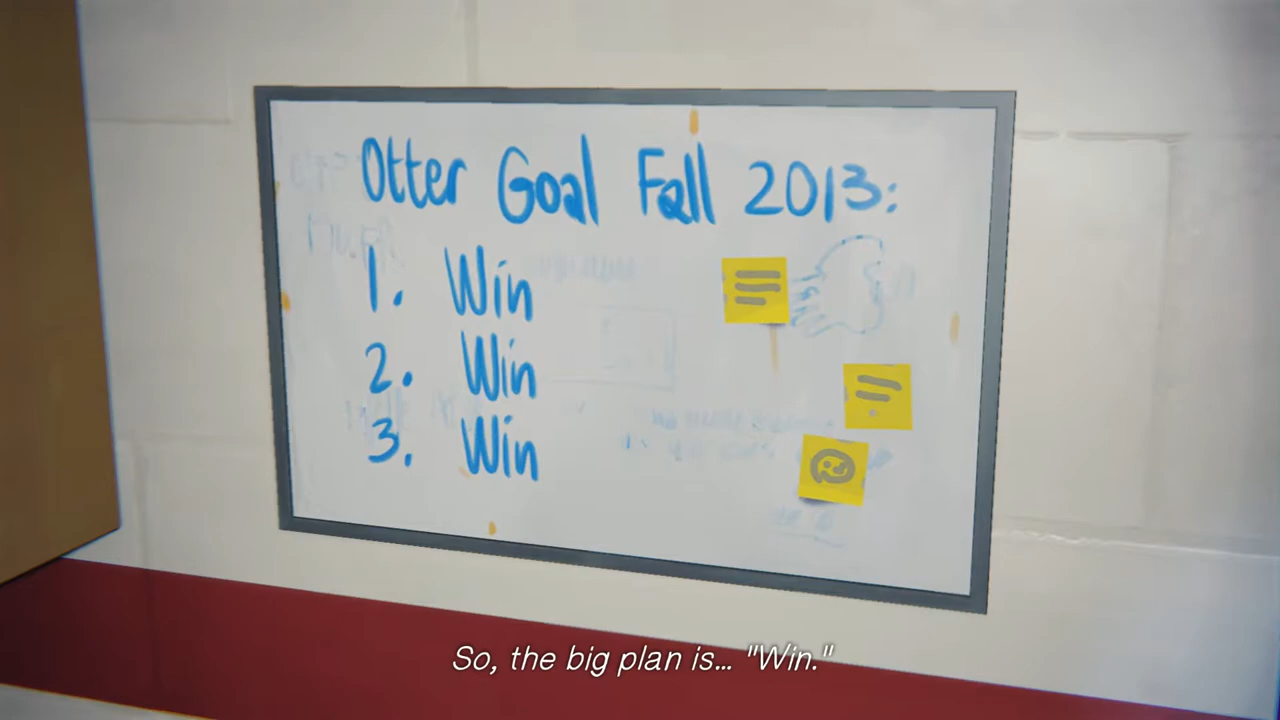 Otter Goal Fall 2013:
1. Win
2. Win
3. Win
So, the big plan is... "Win."